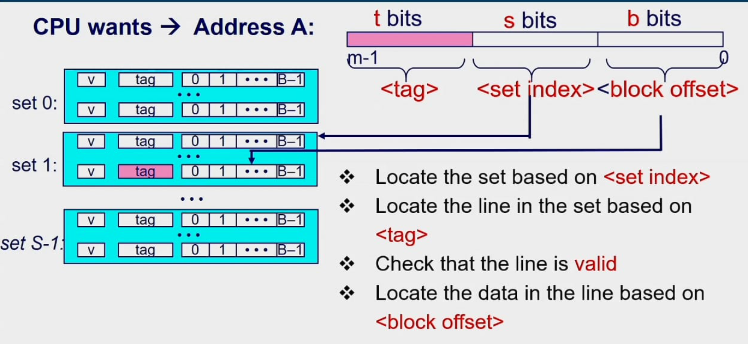 CPU wants → Address A:
t bits s bits b bits
m-1 0
<tag> <set index> <block offset>
set 0:
v tag 0 1 • • • B–1
• • •
v tag 0 1 • • • B–1
set 1:
v tag 0 1 • • • B–1
• • •
v tag 0 1 • • • B–1
• • •
set S-1:
v tag 0 1 • • • B–1
• • •
v tag 0 1 • • • B–1
❖ Locate the set based on <set index>
❖ Locate the line in the set based on
<tag>
❖ Check that the line is valid
❖ Locate the data in the line based on
<block offset>